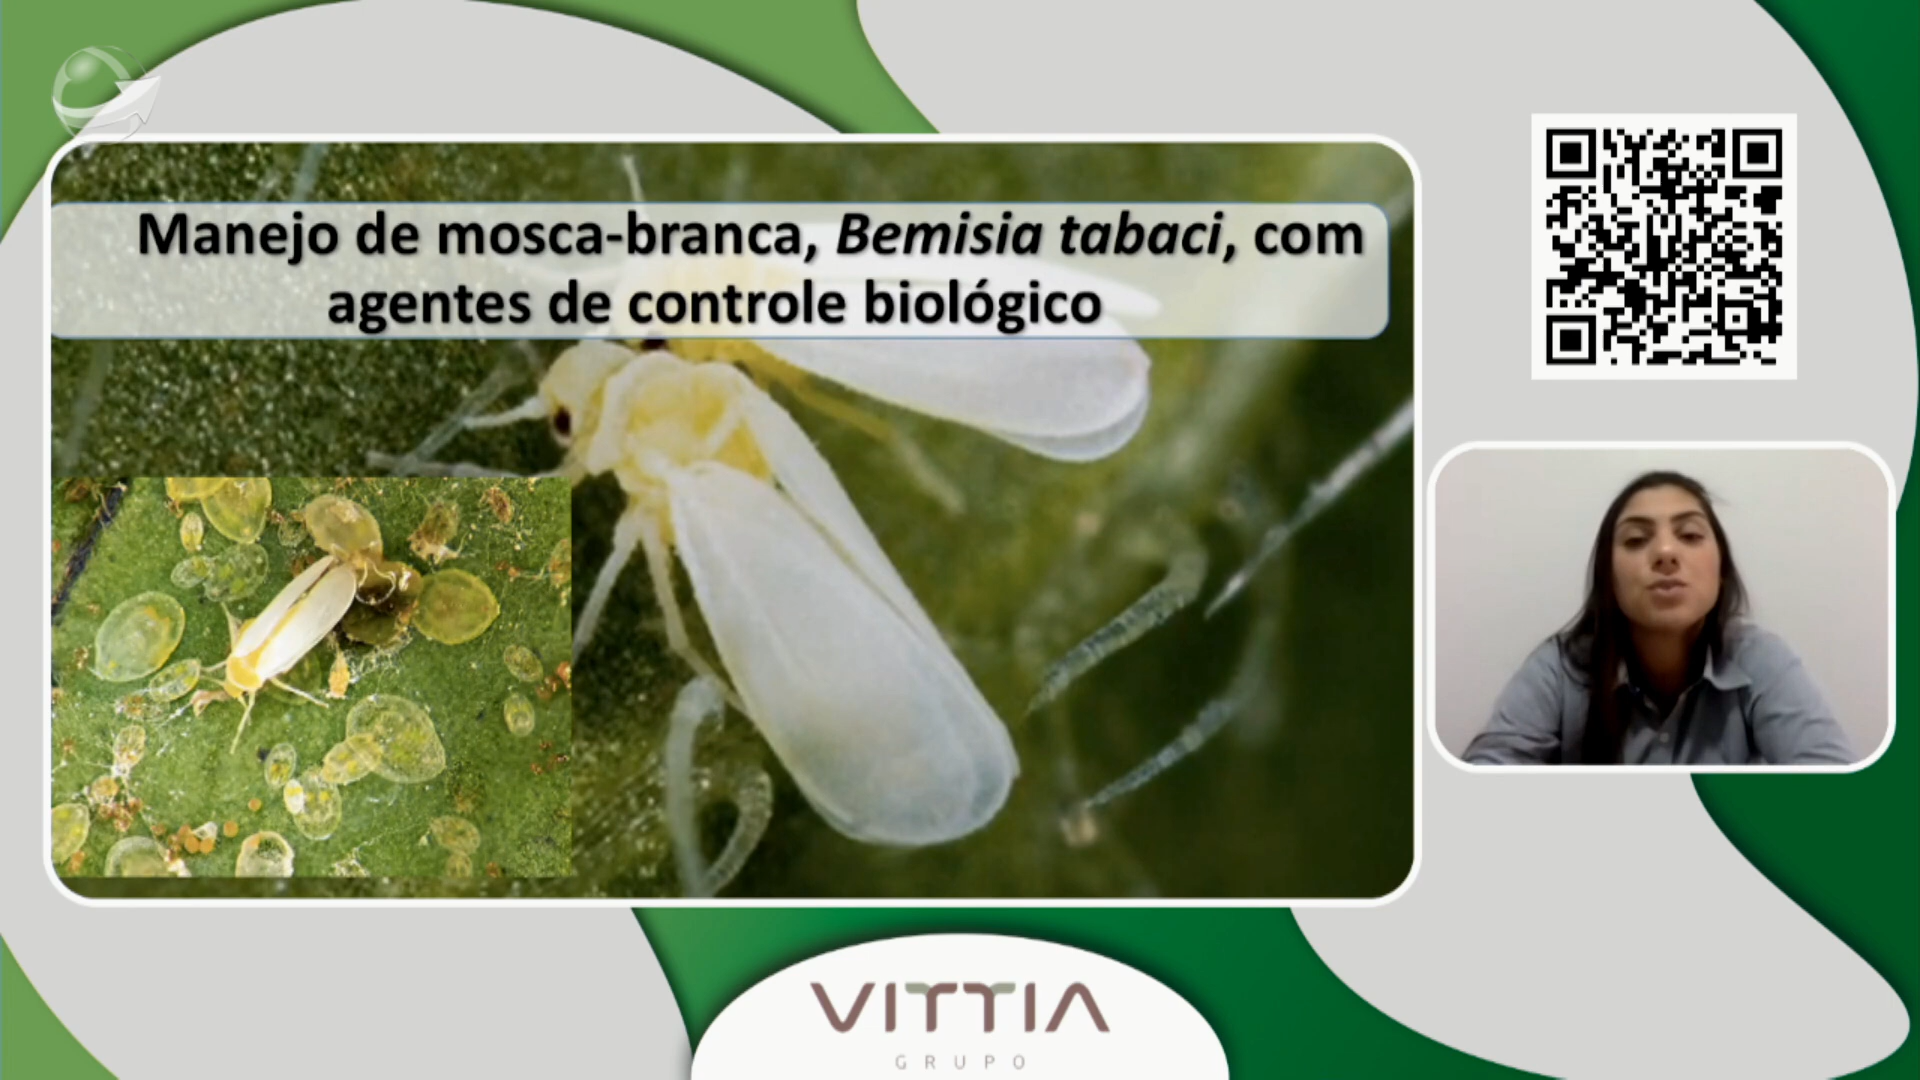 Manejo de mosca-branca, Bemisia tabaci, com
agentes de controle biológico
VITTIA
GRUPO